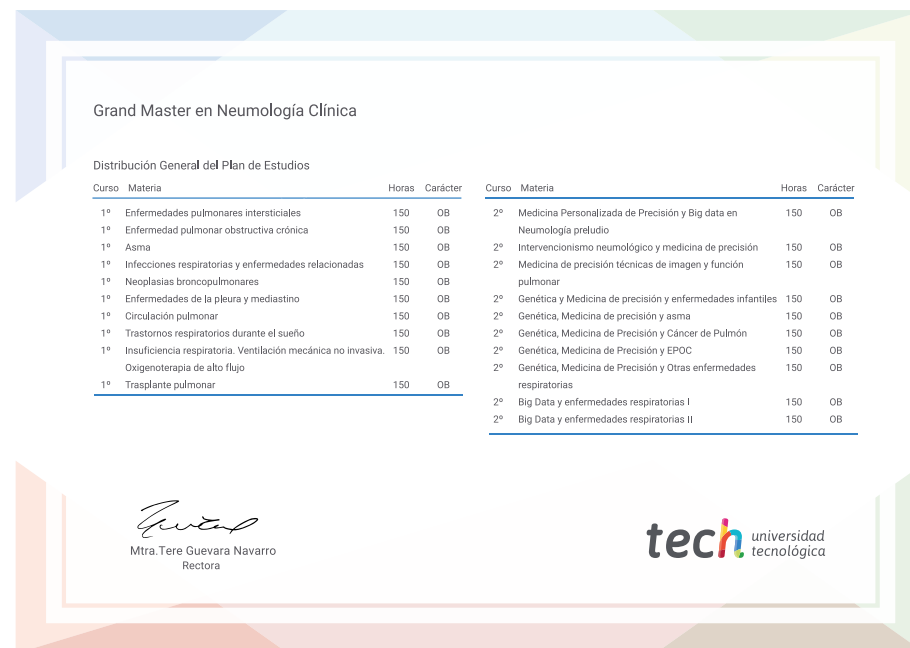 Grand Master en Neumología Clínica
Distribución General del Plan de Estudios
Curso Materia Horas Carácter
1º Enfermedades pulmonares intersticiales 150 OB
1º Enfermedad pulmonar obstructiva crónica 150 OB
1º Asma 150 OB
1º Infecciones respiratorias y enfermedades relacionadas 150 OB
1º Neoplasias broncopulmonares 150 OB
1º Enfermedades de la pleura y mediastino 150 OB
1º Circulación pulmonar 150 OB
1º Trastornos respiratorios durante el sueño 150 OB
1º Insuficiencia respiratoria. Ventilación mecánica no invasiva. 150 OB
Oxigenoterapia de alto flujo
1º Trasplante pulmonar 150 OB
Curso Materia Horas Carácter
2º Medicina Personalizada de Precisión y Big data en 150 OB
Neumología preludio
2º Intervencionismo neumológico y medicina de precisión 150 OB
2º Medicina de precisión técnicas de imagen y función 150 OB
pulmonar
2º Genética y Medicina de precisión y enfermedades infantiles 150 OB
2º Genética, Medicina de precisión y asma 150 OB
2º Genética, Medicina de Precisión y Cáncer de Pulmón 150 OB
2º Genética, Medicina de Precisión y EPOC 150 OB
2º Genética, Medicina de Precisión y Otras enfermedades 150 OB
respiratorias
2º Big Data y enfermedades respiratorias I 150 OB
2º Big Data y enfermedades respiratorias II 150 OB
Mtra.Tere Guevara Navarro
Rectora
tech universidad
tecnológica